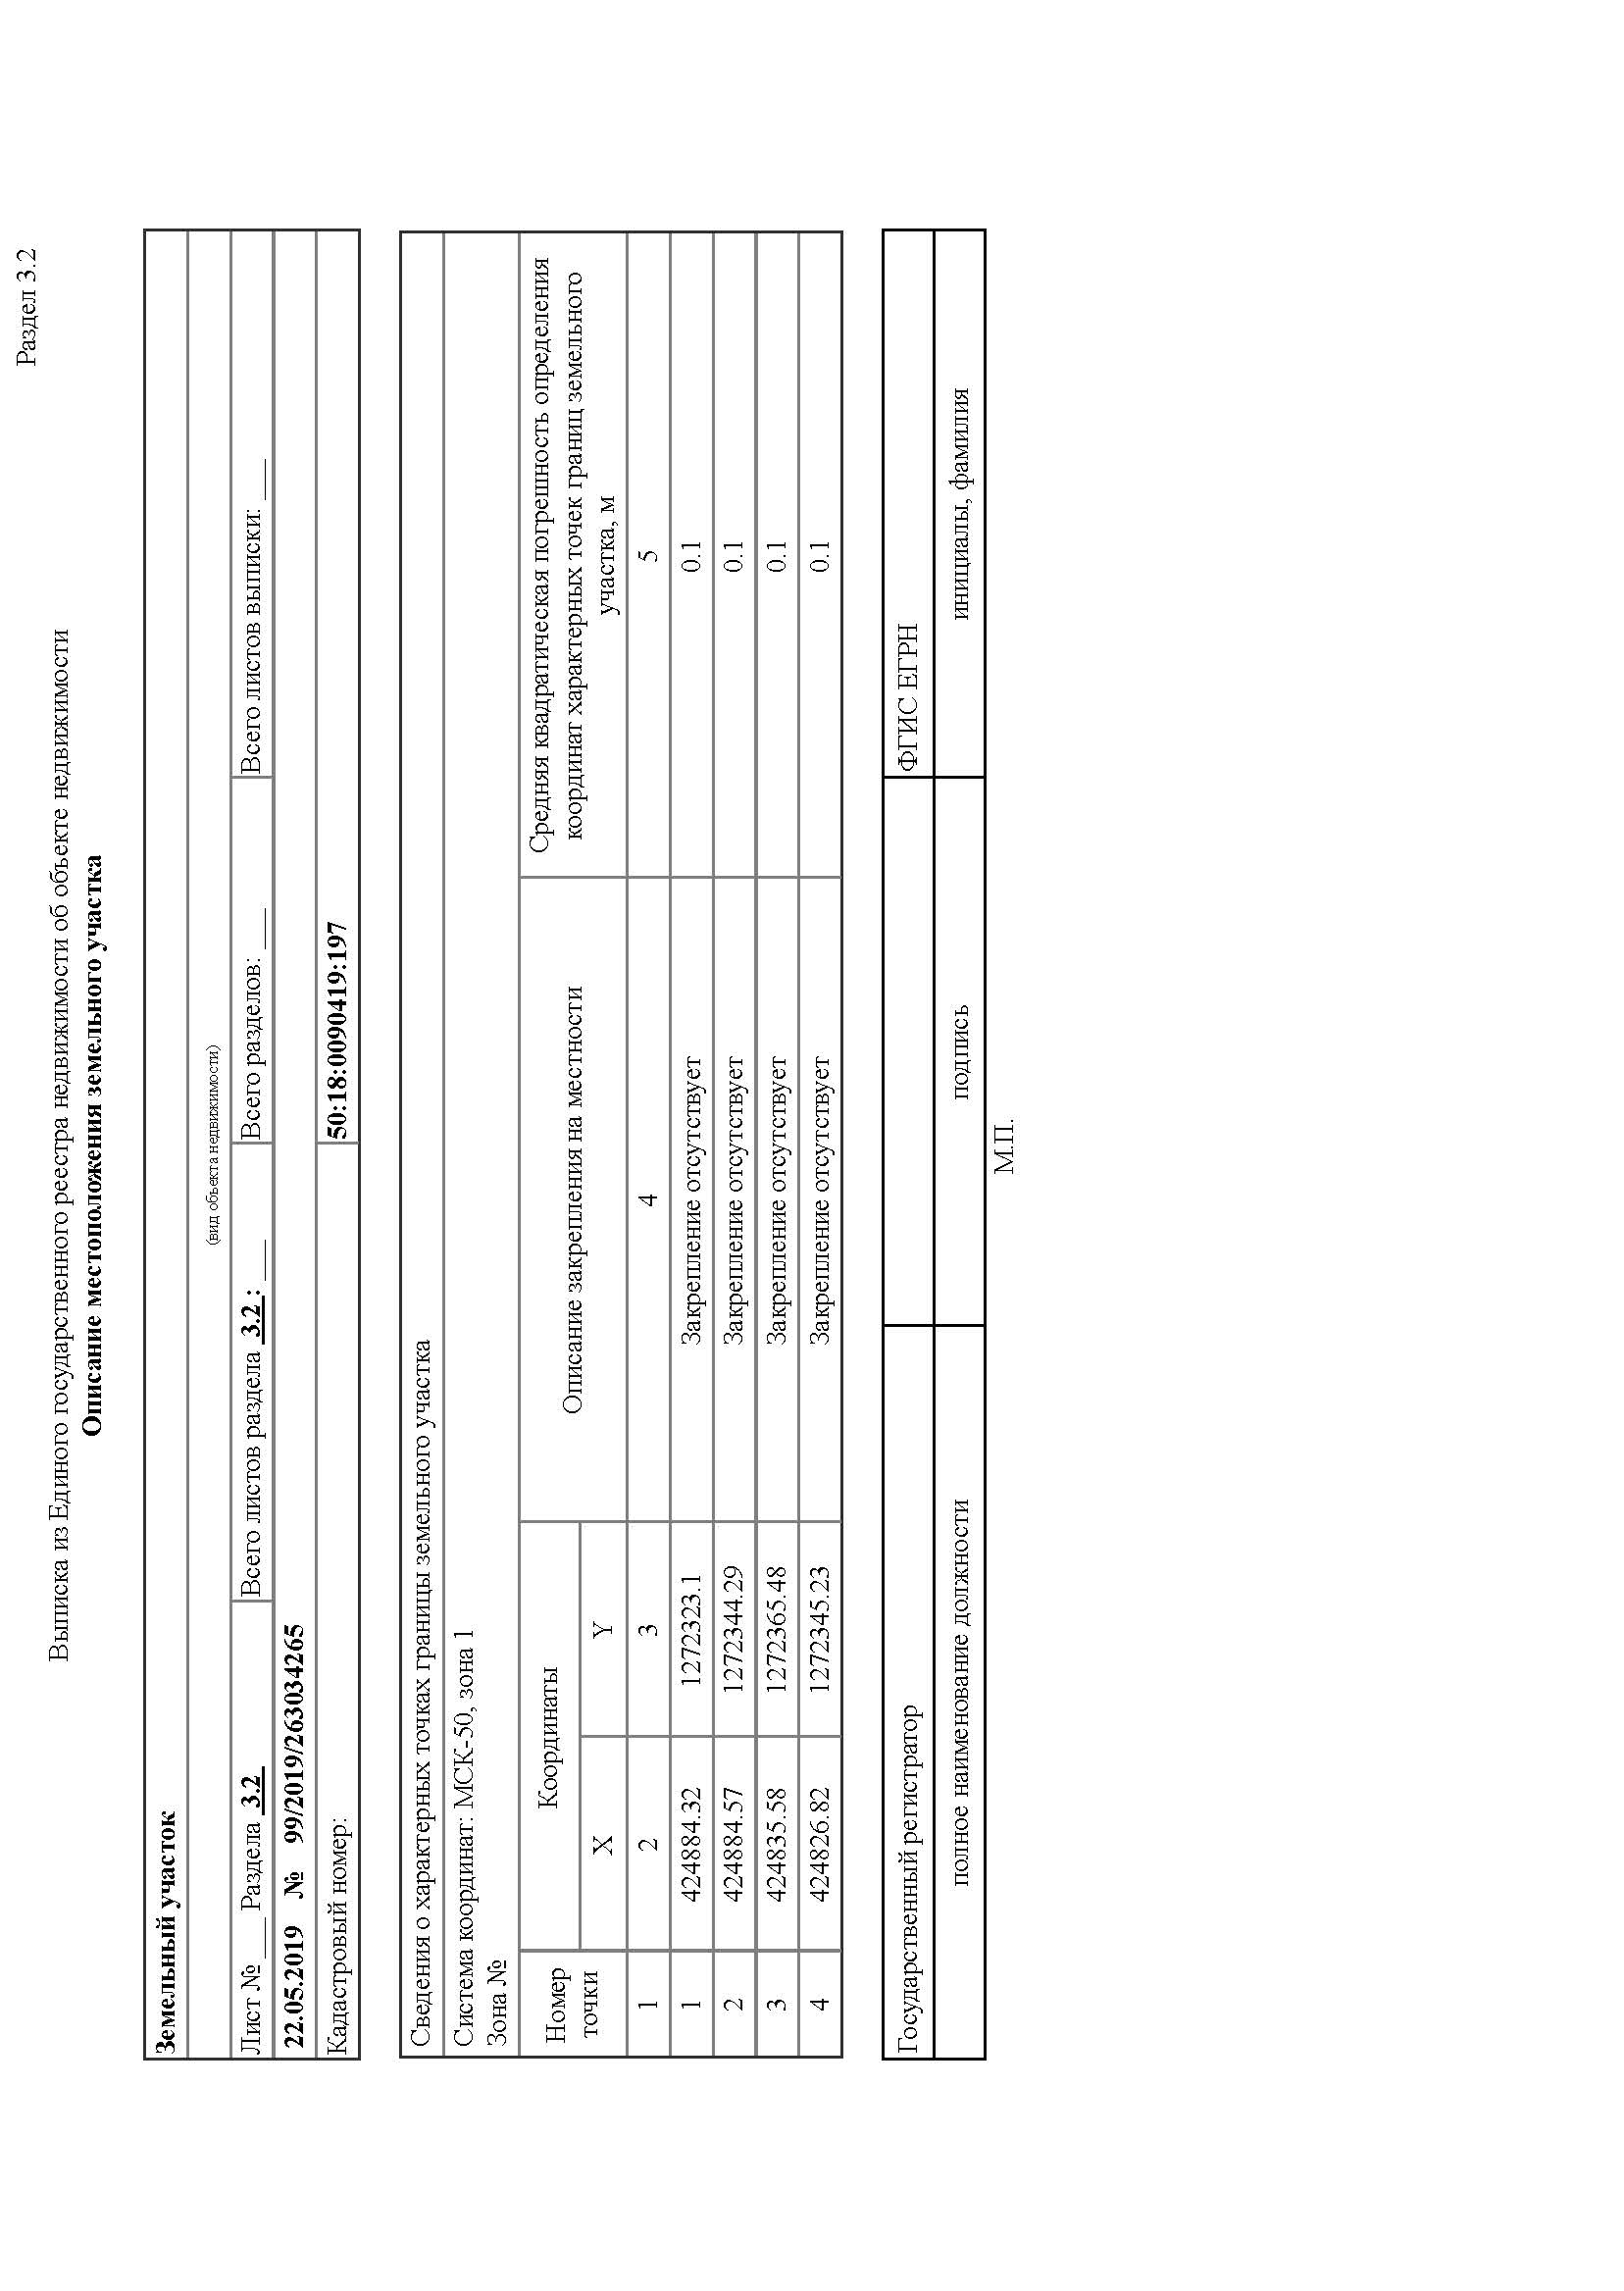 Раздел 3.2
Выписка из Единого государственного реестра недвижимости об объекте недвижимости
Описание местоположения земельного участка
Земельный участок
(вид объекта недвижимости)
Лист № ___ Раздела 3.2 Всего листов раздела 3.2 : ___ Всего разделов: ___ Всего листов выписки: ___
22.05.2019 № 99/2019/263034265
Кадастровый номер: 50:18:0090419:197
Сведения о характерных точках границы земельного участка
Система координат: МСК-50, зона 1
Зона №
Номер точки
Координаты
X Y
Описание закрепления на местности
Средняя квадратическая погрешность определения
координат характерных точек границ земельного
участка, м
1 2 3 4 5
1 424884.32 1272323.1 Закрепление отсутствует 0.1
2 424884.57 1272344.29 Закрепление отсутствует 0.1
3 424835.58 1272365.48 Закрепление отсутствует 0.1
4 424826.82 1272345.23 Закрепление отсутствует 0.1
Государственный регистратор ФГИС ЕГРН
полное наименование должности подпись инициалы, фамилия
М.П.